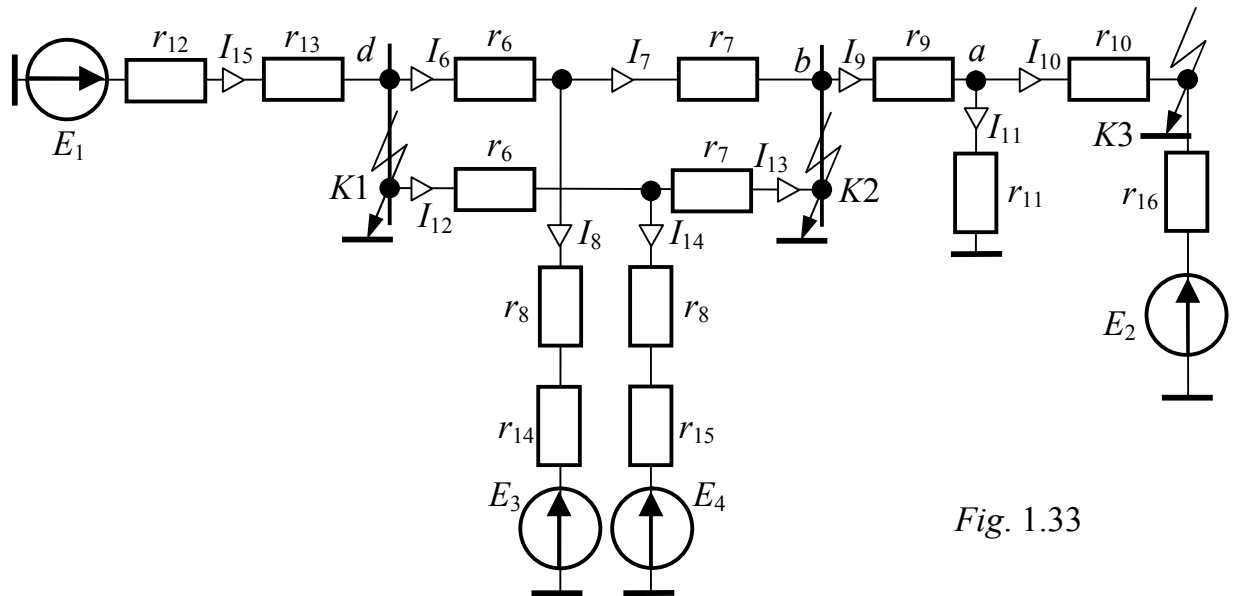 r12 I15 r13 d I6 r6 I7 r7 b I9 r9 a I10 r10
E1
K1 I12 r6 r7 I13 K2 I11 r11 K3 r16
I8 I14
r8 r8
E2
r14 r15
E3 E4
Fig. 1.33